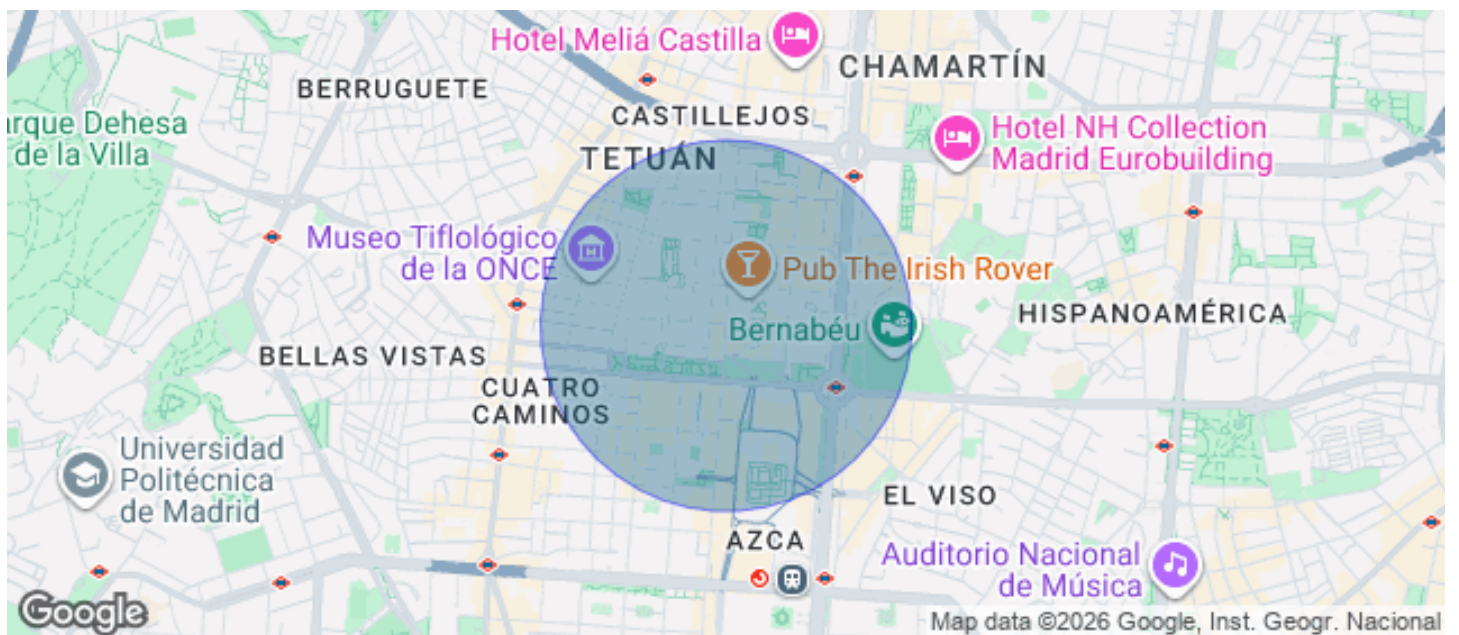 Hotel Meliá Castilla
CHAMARTÍN
BERRUGUETE
CASTILLEJOS
arque Dehesa
de la Villa
Hotel NH Collection
Madrid Eurobuilding
TETUÁN
Museo Tiflológico
de la ONCE
Pub The Irish Rover
Bernabéu
HISPANOAMÉRICA
BELLAS VISTAS
CUATRO
CAMINOS
Universidad
Politécnica
de Madrid
EL VISO
AZCA
Auditorio Nacional
de Música
Google
Map data ©2026 Google, Inst. Geogr. Nacional